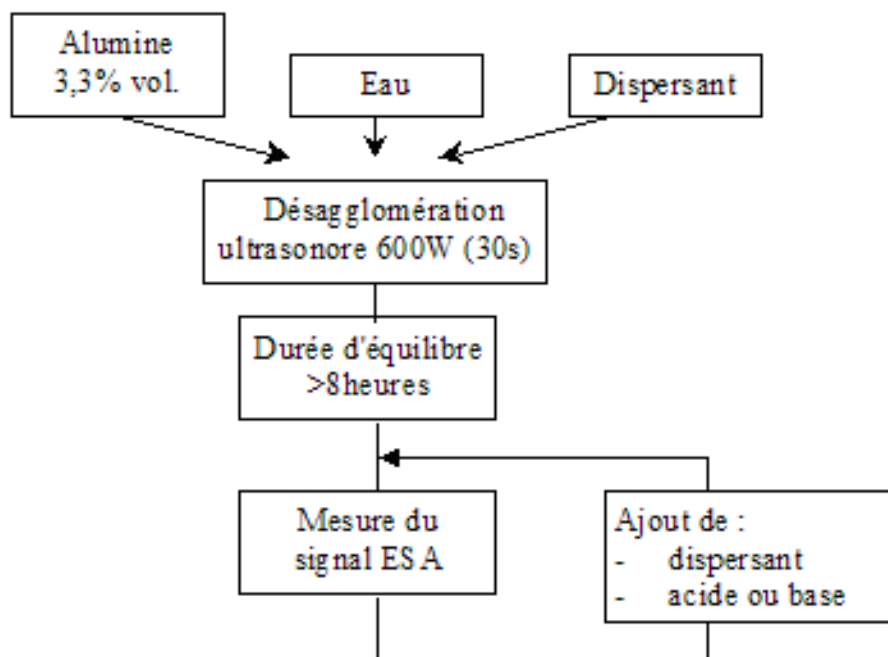 Alumine
3,3% vol.
Eau
Dispersant
Désagglomération
ultrasonore 600W (30s)
Durée d'équilibre
>8heures
Mesure du
signal ESA
Ajout de :
- dispersant
- acide ou base